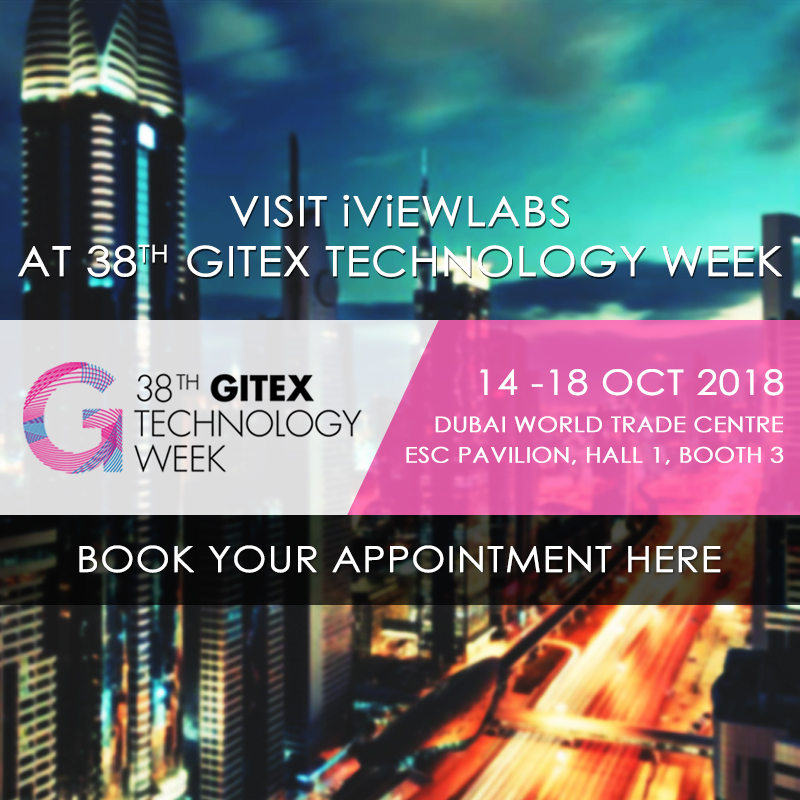 VISIT iViEWLABS
AT 38TH GITEX TECHNOLOGY WEEK
38TH GITEX
TECHNOLOGY
WEEK
14 -18 OCT 2018
DUBAI WORLD TRADE CENTRE
ESC PAVILION, HALL 1, BOOTH 3
BOOK YOUR APPOINTMENT HERE